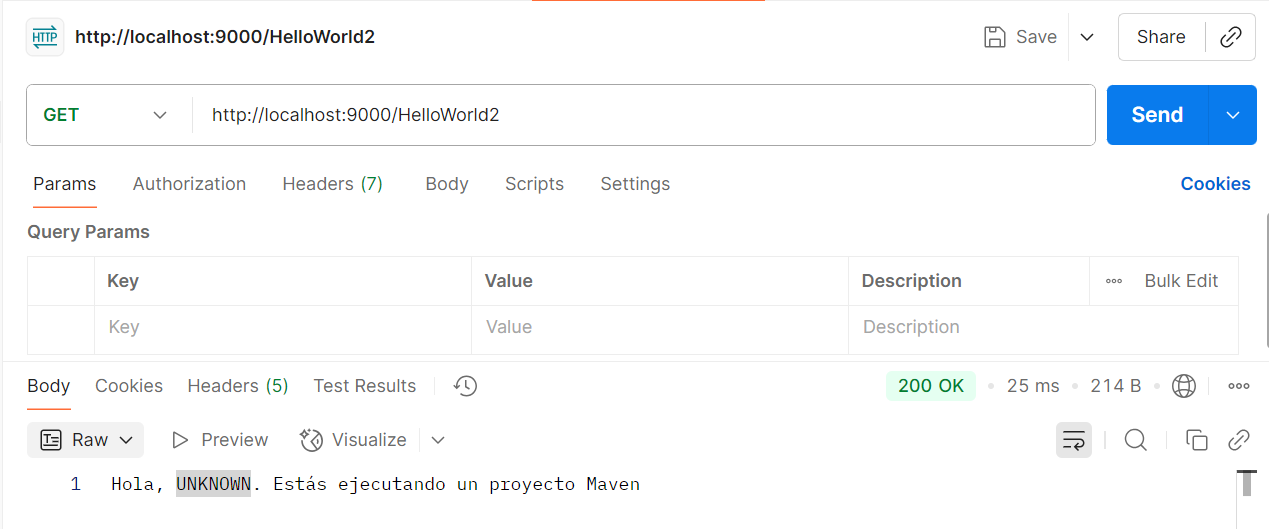 HTTP http://localhost:9000/HelloWorld2 Save Share
GET http://localhost:9000/HelloWorld2 Send
Params Authorization Headers (7) Body Scripts Settings Cookies
Query Params
Key Value Description Bulk Edit
Key Value Description
Body Cookies Headers (5) Test Results 200 OK 25 ms 214 B
Raw Preview Visualize
1 Hola, UNKNOWN. Estás ejecutando un proyecto Maven